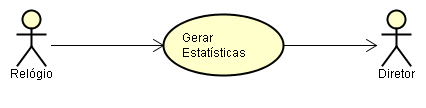 Gerar
Estatísticas
Relógio
Diretor